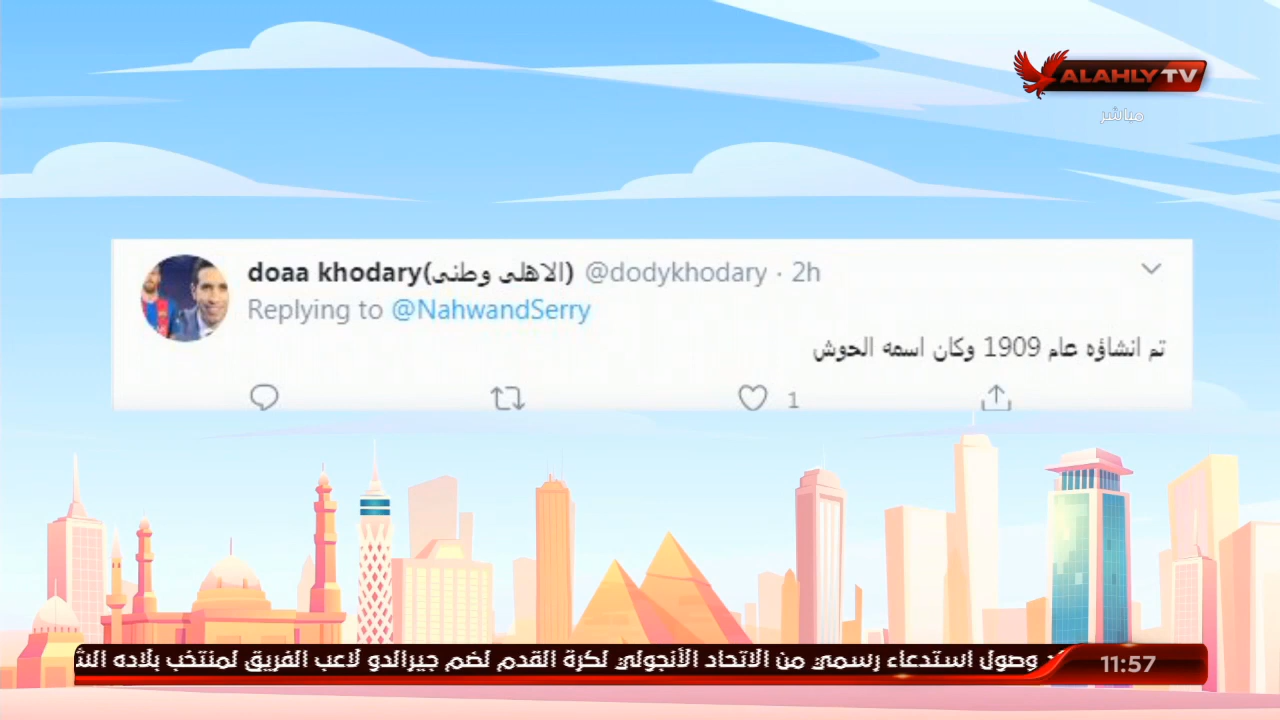 ALAHLY TV
مباشر
doaa khodary(الاهلى وطنى) @dodykhodary · 2h
Replying to @NahwandSerry
تم انشاؤه عام 1909 وكان اسمه الحوش
1
وصول استدعاء رسمي من الاتحاد الأنجولي لكرة القدم لضم جيرالدو لاعب الفريق لمنتخب بلاده
11:57